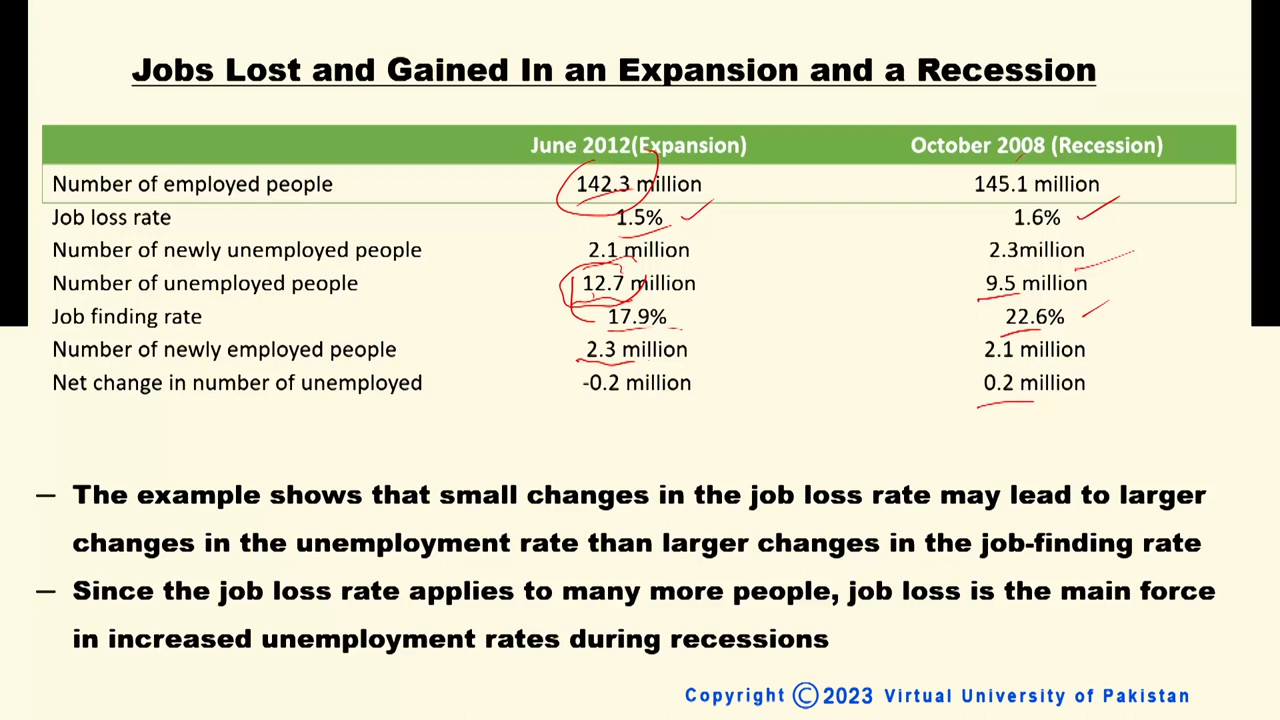 Jobs Lost and Gained In an Expansion and a Recession
June 2012(Expansion) October 2008 (Recession)
Number of employed people 142.3 million 145.1 million
Job loss rate 1.5% 1.6%
Number of newly unemployed people 2.1 million 2.3million
Number of unemployed people 12.7 million 9.5 million
Job finding rate 17.9% 22.6%
Number of newly employed people 2.3 million 2.1 million
Net change in number of unemployed -0.2 million 0.2 million
– The example shows that small changes in the job loss rate may lead to larger
changes in the unemployment rate than larger changes in the job-finding rate
– Since the job loss rate applies to many more people, job loss is the main force
in increased unemployment rates during recessions
Copyright ©2023 Virtual University of Pakistan